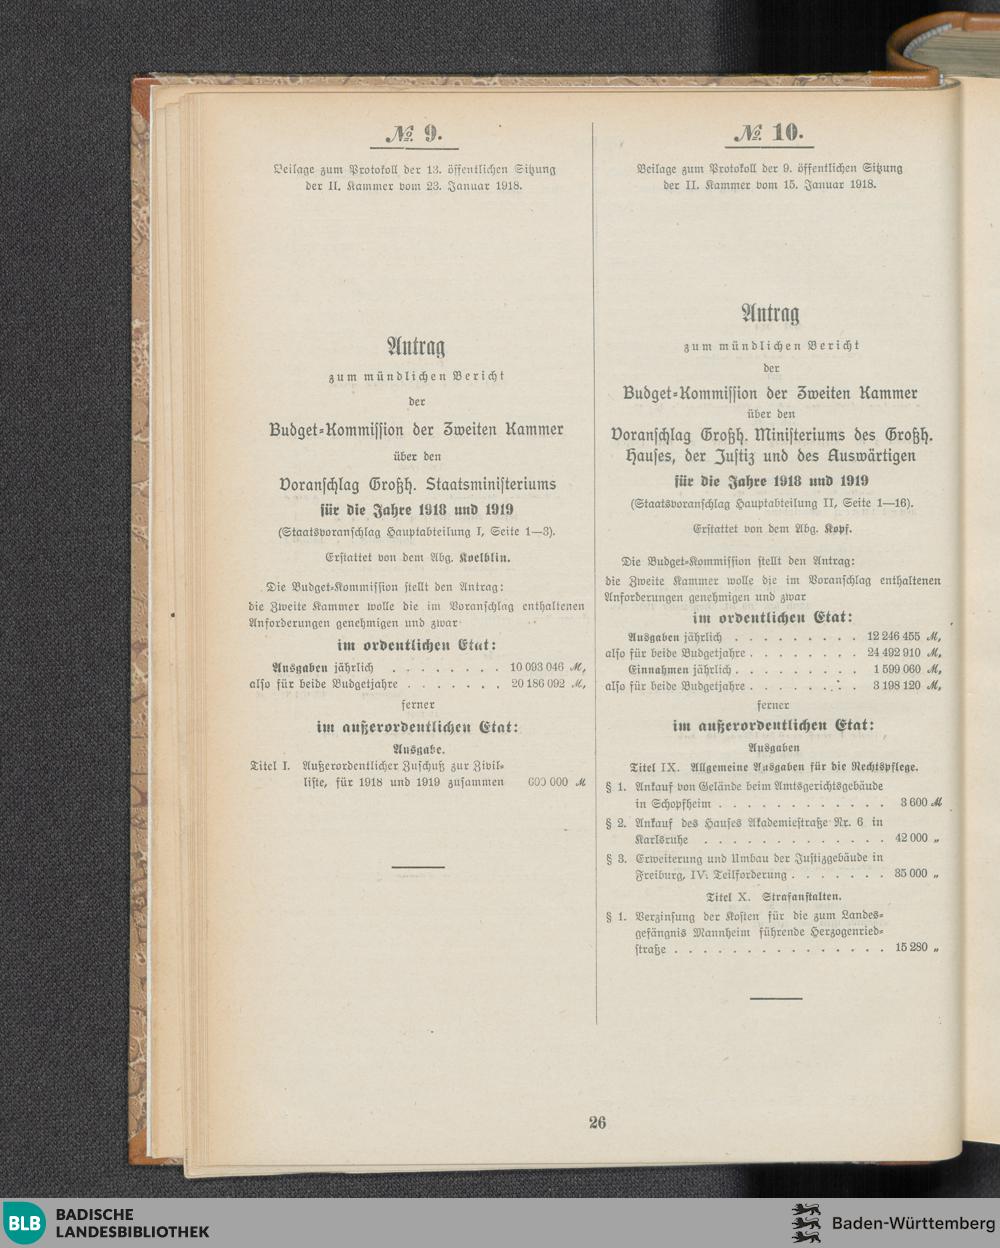 № 9.
Beilage zum Protokoll der 13. öffentlichen Sitzung
der II. Kammer vom 23. Januar 1918.
Antrag
zum mündlichen Bericht
der
Budget-Kommission der Zweiten Kammer
über den
Voranschlag Großh. Staatsministeriums
für die Jahre 1918 und 1919
(Staatsvoranschlag Hauptabteilung I, Seite 1—3).
Erstattet von dem Abg. Koelblin.
Die Budget-Kommission stellt den Antrag:
die Zweite Kammer wolle die im Voranschlag enthaltenen
Anforderungen genehmigen und zwar
im ordentlichen Etat:
Ausgaben jährlich . . . . . . . . 10 093 046 ℳ,
also für beide Budgetjahre . . . . . . . 20 186 092 ℳ,
ferner
im außerordentlichen Etat:
Ausgabe.
Titel I. Außerordentlicher Zuschuß zur Zivil-
liste, für 1918 und 1919 zusammen 600 000 ℳ
№ 10.
Beilage zum Protokoll der 9. öffentlichen Sitzung
der II. Kammer vom 15. Januar 1918.
Antrag
zum mündlichen Bericht
der
Budget-Kommission der Zweiten Kammer
über den
Voranschlag Großh. Ministeriums des Großh.
Hauses, der Justiz und des Auswärtigen
für die Jahre 1918 und 1919
(Staatsvoranschlag Hauptabteilung II, Seite 1—16).
Erstattet von dem Abg. Kopf.
Die Budget-Kommission stellt den Antrag:
die Zweite Kammer wolle die im Voranschlag enthaltenen
Anforderungen genehmigen und zwar
im ordentlichen Etat:
Ausgaben jährlich . . . . . . . . . 12 246 455 ℳ,
also für beide Budgetjahre . . . . . . . 24 492 910 ℳ,
Einnahmen jährlich . . . . . . . . . 1 599 060 ℳ,
also für beide Budgetjahre . . . . . . . 3 198 120 ℳ,
ferner
im außerordentlichen Etat:
Ausgaben
Titel IX. Allgemeine Ausgaben für die Rechtspflege.
§ 1. Ankauf von Gelände beim Amtsgerichtsgebäude
in Schopfheim . . . . . . . . . . . . 3 600 ℳ
§ 2. Ankauf des Hauses Akademiestraße Nr. 6 in
Karlsruhe . . . . . . . . . . . . . 42 000 „
§ 3. Erweiterung und Umbau der Justizgebäude in
Freiburg, IV. Teilforderung . . . . . . . 35 000 „
Titel X. Strafanstalten.
§ 1. Verzinsung der Kosten für die zum Landes-
gefängnis Mannheim führende Herzogenried-
straße . . . . . . . . . . . . . . . 15 280 „
26
BLB BADISCHE
LANDESBIBLIOTHEK
Baden-Württemberg